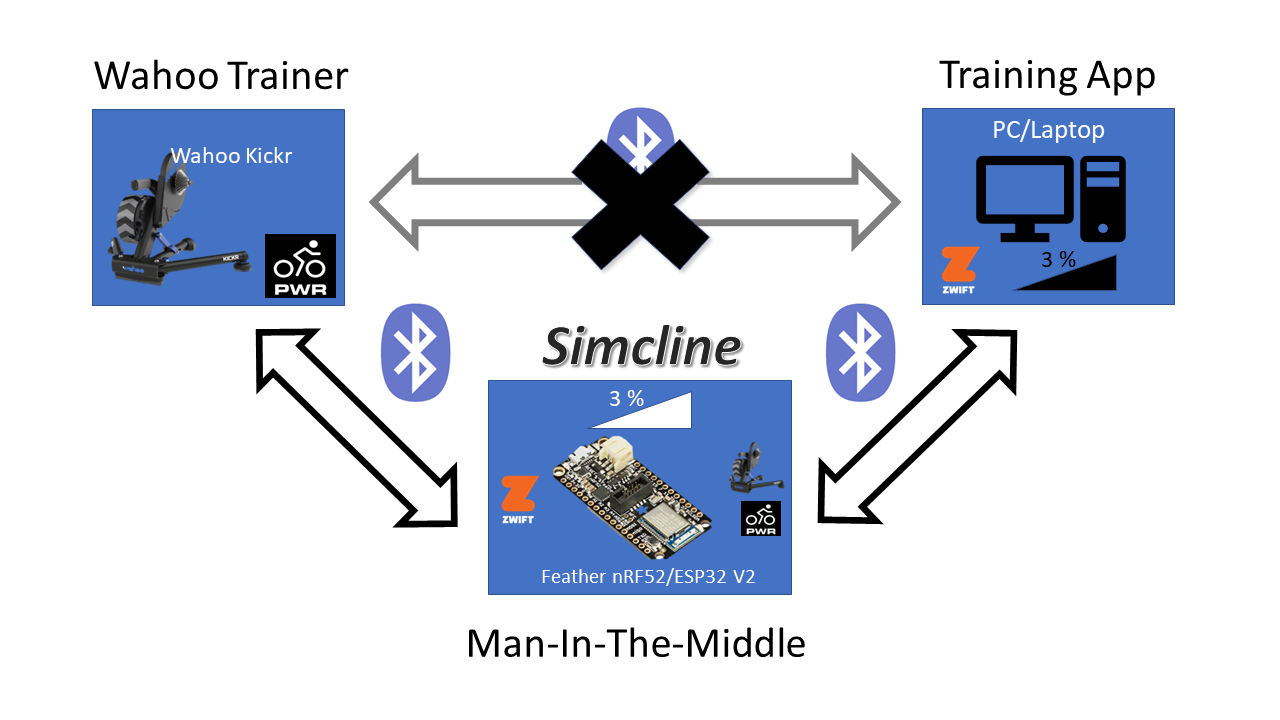 Wahoo Trainer
Training App
Wahoo Kickr
KICKR
wahoo
PWR
PC/Laptop
3 %
ZWIFT
Simcline
3 %
ZWIFT
PWR
Feather nRF52/ESP32 V2
Man-In-The-Middle